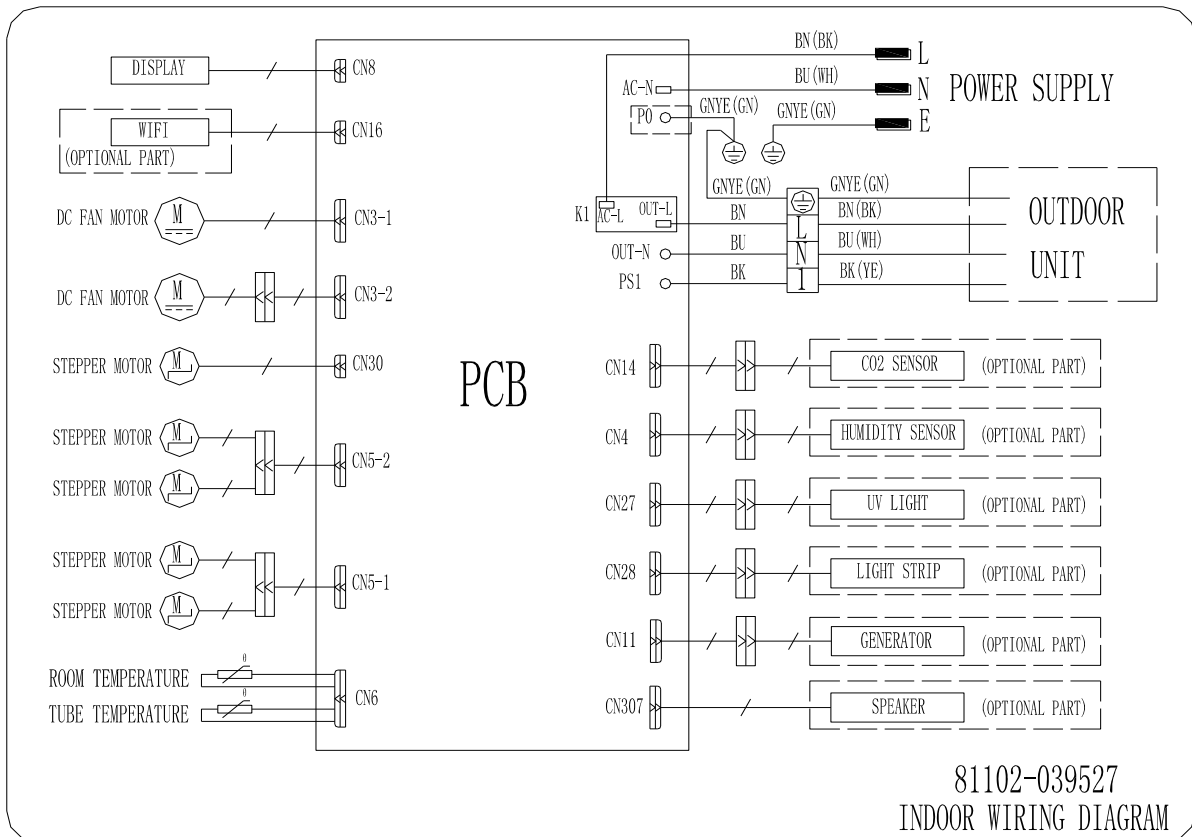 DISPLAY
CN8
WIFI
(OPTIONAL PART)
CN16
DC FAN MOTOR M CN3-1
DC FAN MOTOR M CN3-2
STEPPER MOTOR M CN30
STEPPER MOTOR M
CN5-2
STEPPER MOTOR M
STEPPER MOTOR M
CN5-1
STEPPER MOTOR M
ROOM TEMPERATURE θ
CN6
TUBE TEMPERATURE θ
PCB
BN(BK) L
AC-N BU(WH) N
POWER SUPPLY
P0 GNYE(GN) GNYE(GN) E
K1 AC-L OUT-L
GNYE(GN) GNYE(GN)
BN L BN(BK)
OUT-N BU N BU(WH)
PS1 BK 1 BK(YE)
OUTDOOR
UNIT
CN14 CO2 SENSOR (OPTIONAL PART)
CN4 HUMIDITY SENSOR (OPTIONAL PART)
CN27 UV LIGHT (OPTIONAL PART)
CN28 LIGHT STRIP (OPTIONAL PART)
CN11 GENERATOR (OPTIONAL PART)
CN307 SPEAKER (OPTIONAL PART)
81102-039527
INDOOR WIRING DIAGRAM